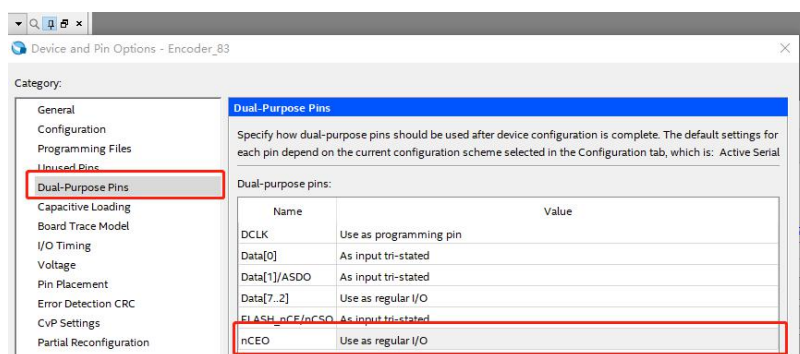 Device and Pin Options - Encoder_83
Category:
General
Configuration
Programming Files
Unused Pins
Dual-Purpose Pins
Capacitive Loading
Board Trace Model
I/O Timing
Voltage
Pin Placement
Error Detection CRC
CvP Settings
Partial Reconfiguration
Dual-Purpose Pins
Specify how dual-purpose pins should be used after device configuration is complete. The default settings for
each pin depend on the current configuration scheme selected in the Configuration tab, which is: Active Serial
Dual-purpose pins:
Name Value
DCLK Use as programming pin
Data[0] As input tri-stated
Data[1]/ASDO As input tri-stated
Data[7..2] Use as regular I/O
FLASH_nCE/nCSO As input tri-stated
nCEO Use as regular I/O